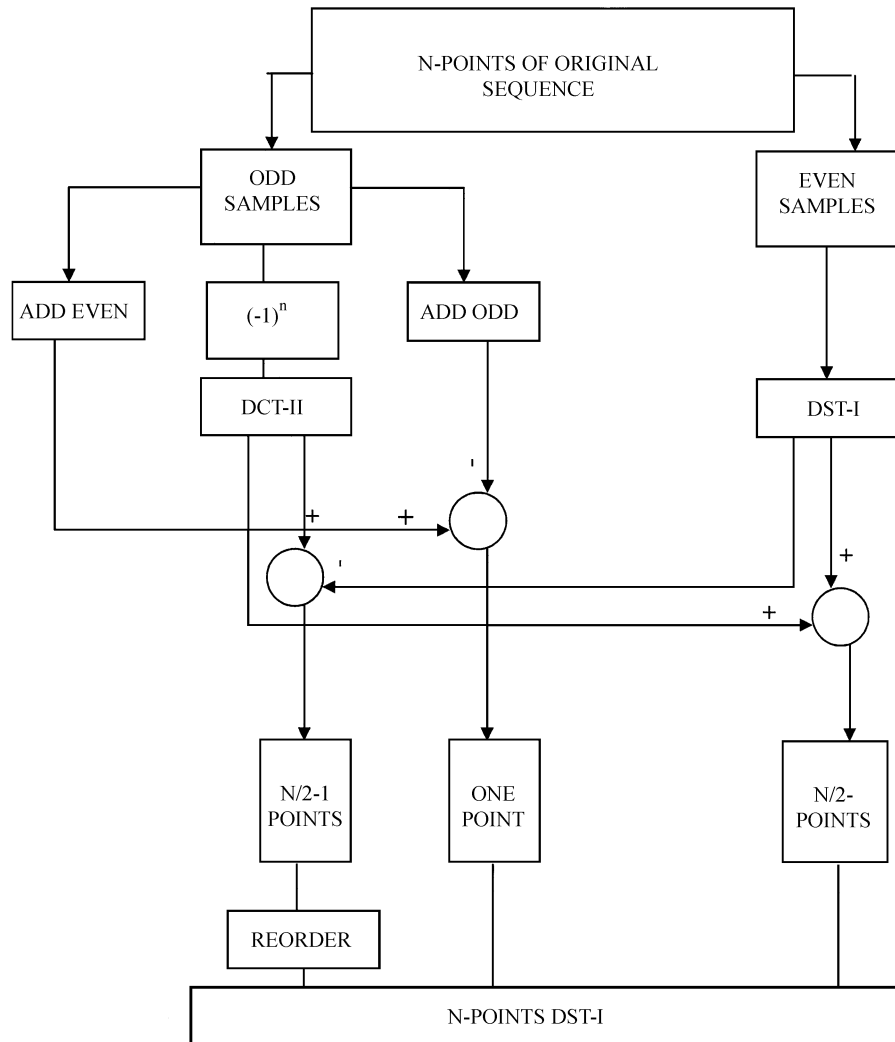 N-POINTS OF ORIGINAL
SEQUENCE
ODD
SAMPLES
EVEN
SAMPLES
ADD EVEN
(-1)ⁿ
ADD ODD
DCT-II
DST-I
'
+
+
'
+
+
N/2-1
POINTS
ONE
POINT
N/2-
POINTS
REORDER
N-POINTS DST-I